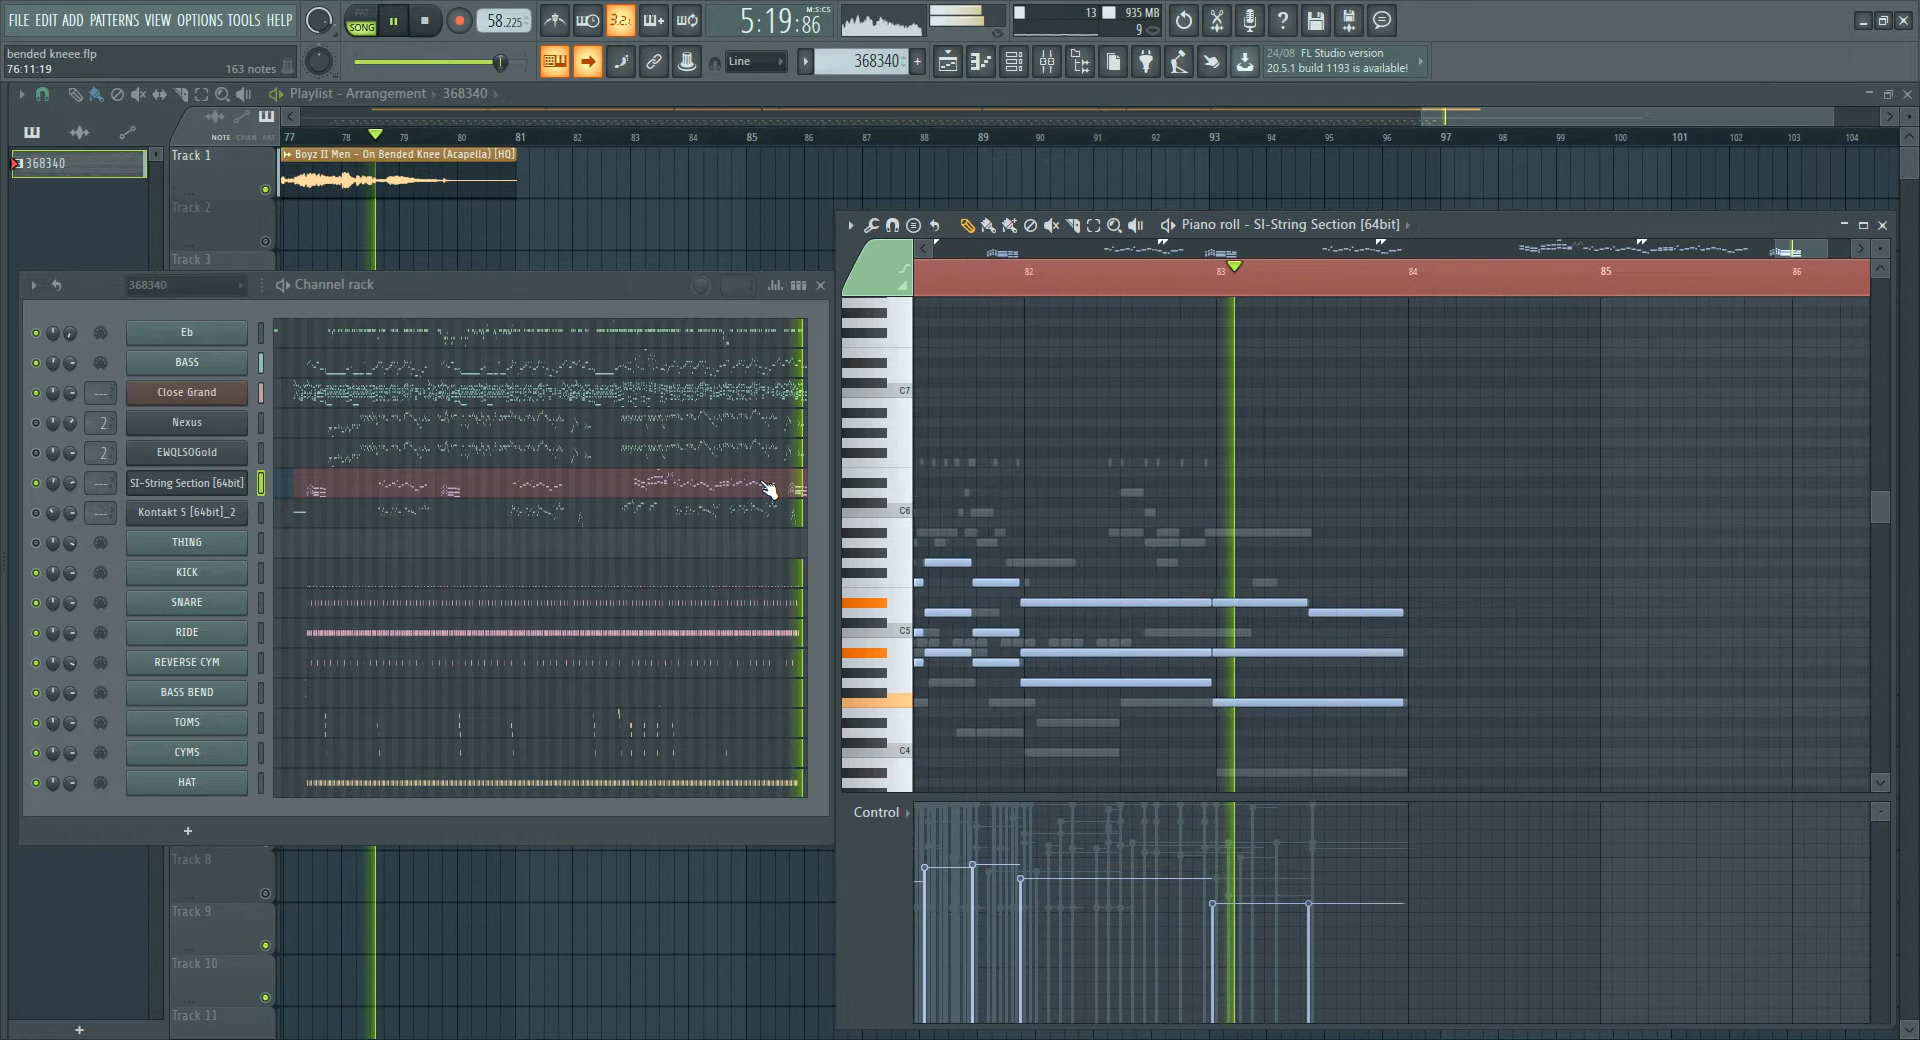 FILE EDIT ADD PATTERNS VIEW OPTIONS TOOLS HELP
PAT
SONG
58.225
3.2.
5:19:86
M:S:CS
13
935 MB
9
bended kneee.flp
76:11:19
163 notes
Line
368340
24/08 FL Studio version
20.5.1 build 1193 is available!
Playlist - Arrangement
368340
NOTE CHAN PAT
77 78 79 80 81 82 83 84 85 86 87 88 89 90 91 92 93 94 95 96 97 98 99 100 101 102 103 104
368340
Track 1
Boyz II Men - On Bended Knee (Acapella) [HQ]
Track 2
Track 3
368340
Channel rack
Eb
BASS
Close Grand
Nexus
2
EWQLSOGold
2
SI-String Section [64bit]
Kontakt 5 [64bit]_2
THING
KICK
SNARE
RIDE
REVERSE CYM
BASS BEND
TOMS
CYMS
HAT
+
Piano roll - SI-String Section [64bit]
82 83 84 85 86
C7
C6
C5
C4
Control
Track 8
Track 9
Track 10
Track 11
+